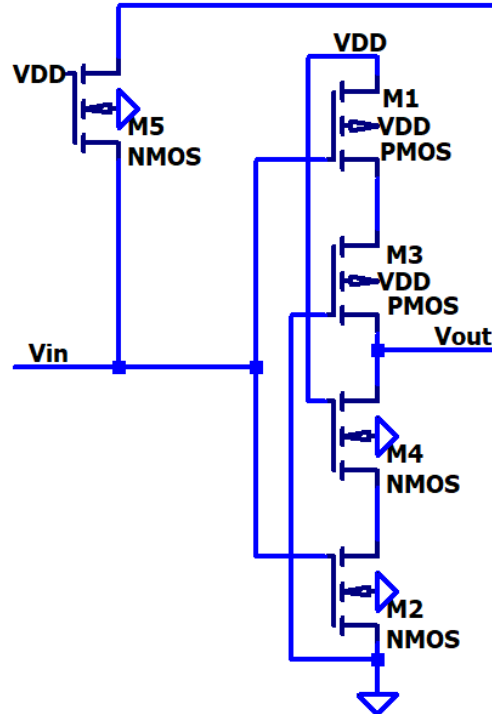 VDD
VDD
M1
M5
VDD
NMOS
PMOS
M3
VDD
PMOS
Vin
Vout
M4
NMOS
M2
NMOS